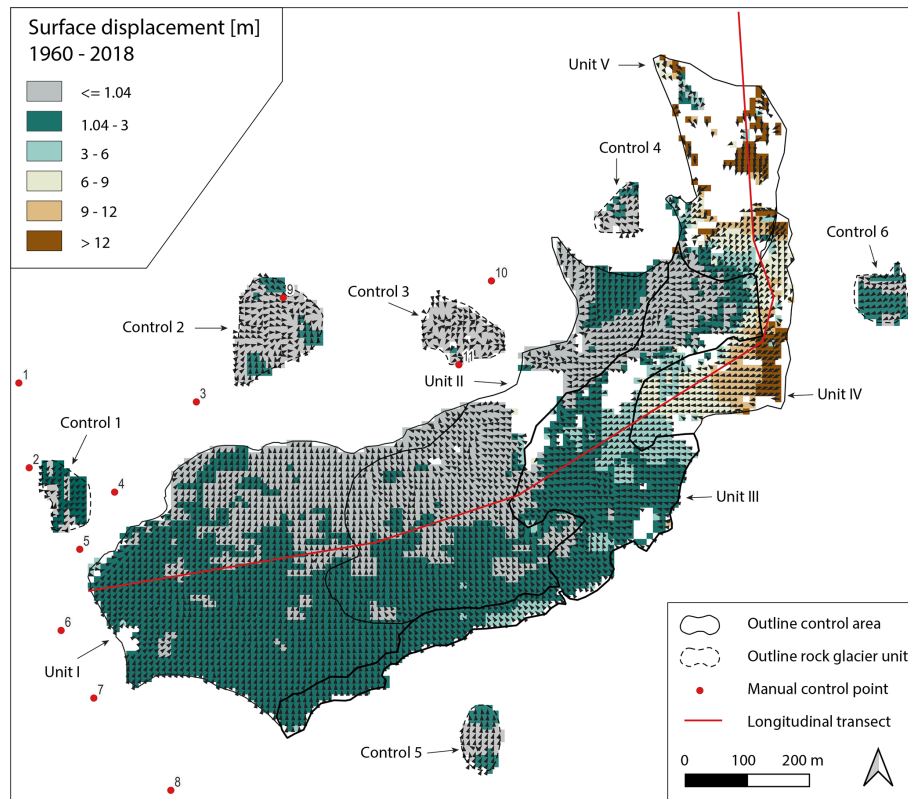 Surface displacement [m]
1960 - 2018
<= 1.04
1.04 - 3
3 - 6
6 - 9
9 - 12
> 12
Unit V
Control 4
Control 6
10
Control 3
9
Control 2
11
Unit II
1
3
Unit IV
Control 1
2
4
Unit III
5
6
Unit I
7
Control 5
8
Outline control area
Outline rock glacier unit
Manual control point
Longitudinal transect
0 100 200 m